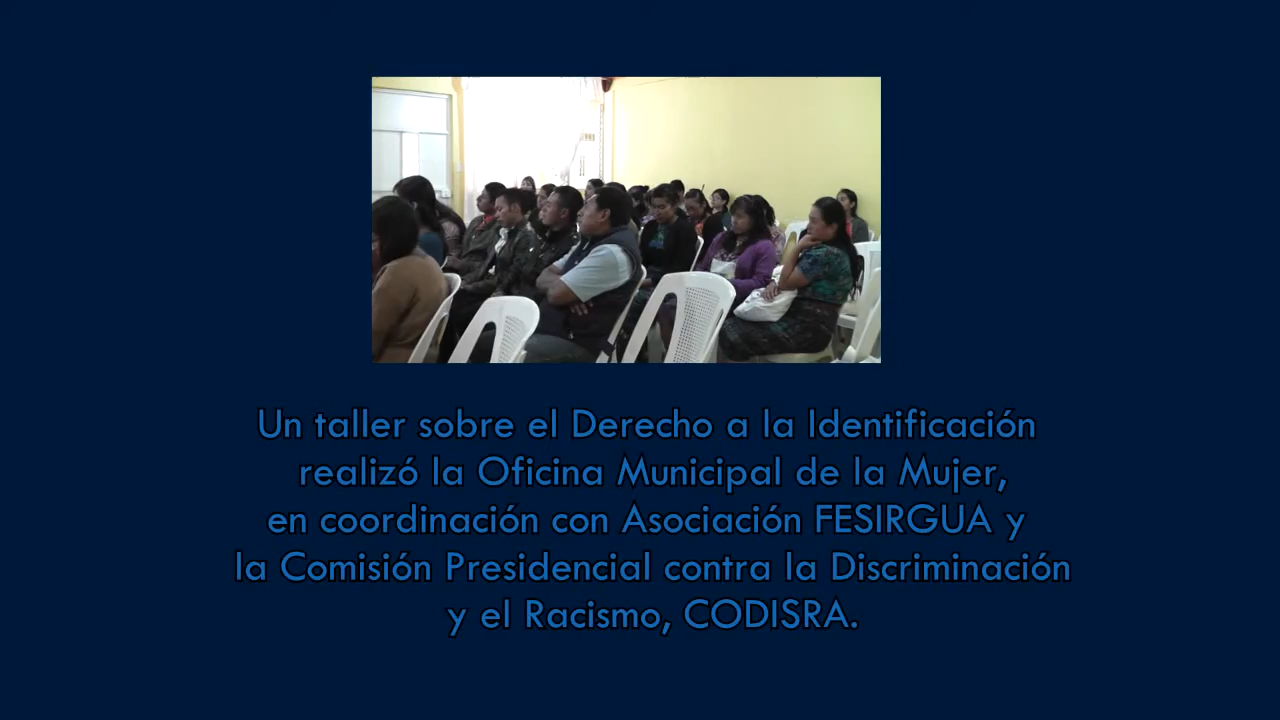 Un taller sobre el Derecho a la Identificación
realizó la Oficina Municipal de la Mujer,
en coordinación con Asociación FESIRGUA y
la Comisión Presidencial contra la Discriminación
y el Racismo, CODISRA.